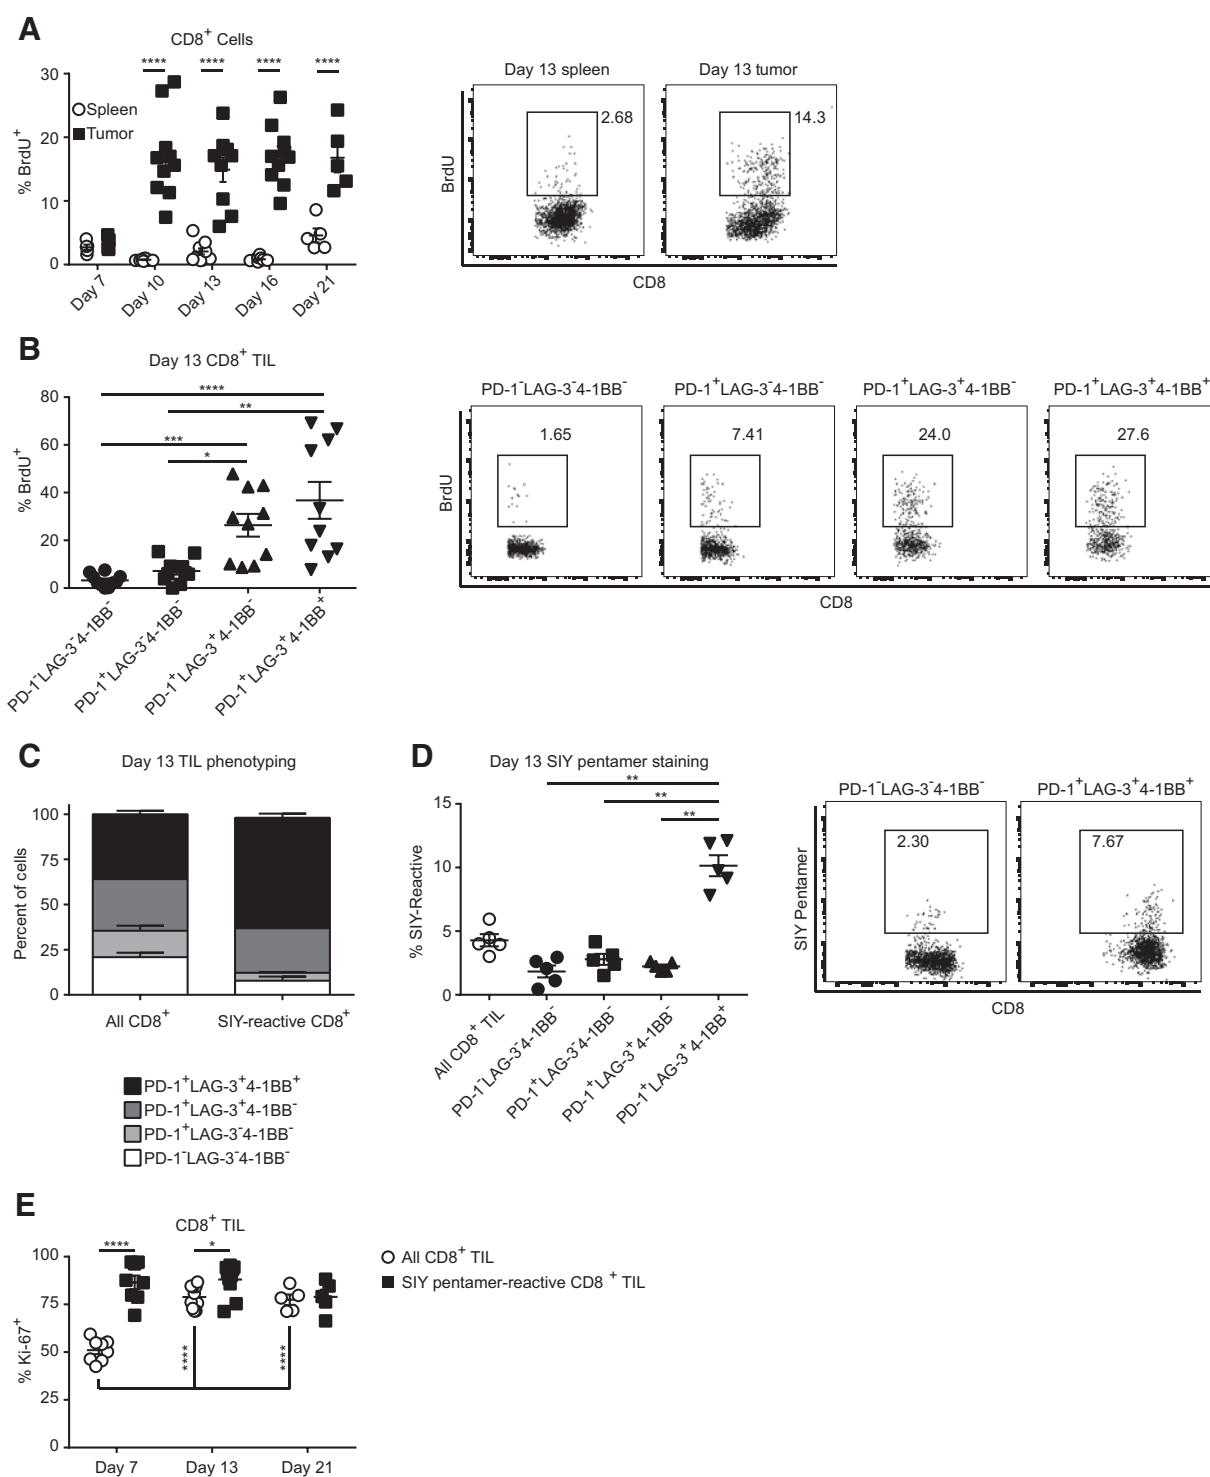 A
CD8+ Cells
**** **** **** ****
30
20
10
0
% BrdU+
Spleen
Tumor
Day 7 Day 10 Day 13 Day 16 Day 21
Day 13 spleen Day 13 tumor
2.68 14.3
BrdU
CD8
B
Day 13 CD8+ TIL
****
**
***
*
80
60
40
20
0
% BrdU+
PD-1-LAG-3-4-1BB- PD-1+LAG-3-4-1BB- PD-1+LAG-3+4-1BB- PD-1+LAG-3+4-1BB+
PD-1-LAG-3-4-1BB- PD-1+LAG-3-4-1BB- PD-1+LAG-3+4-1BB- PD-1+LAG-3+4-1BB+
1.65 7.41 24.0 27.6
BrdU
CD8
C
Day 13 TIL phenotyping
100
75
50
25
0
Percent of cells
All CD8+ SIY-reactive CD8+
PD-1+LAG-3+4-1BB+
PD-1+LAG-3+4-1BB-
PD-1+LAG-3-4-1BB-
PD-1-LAG-3-4-1BB-
D
Day 13 SIY pentamer staining
**
**
**
15
10
5
0
% SIY-Reactive
All CD8+ TIL PD-1-LAG-3-4-1BB- PD-1+LAG-3-4-1BB- PD-1+LAG-3+4-1BB- PD-1+LAG-3+4-1BB+
PD-1-LAG-3-4-1BB- PD-1+LAG-3+4-1BB+
2.30 7.67
SIY Pentamer
CD8
E
CD8+ TIL
**** *
100
75
50
25
0
% Ki-67+
**** ****
Day 7 Day 13 Day 21
All CD8+ TIL
SIY pentamer-reactive CD8 + TIL